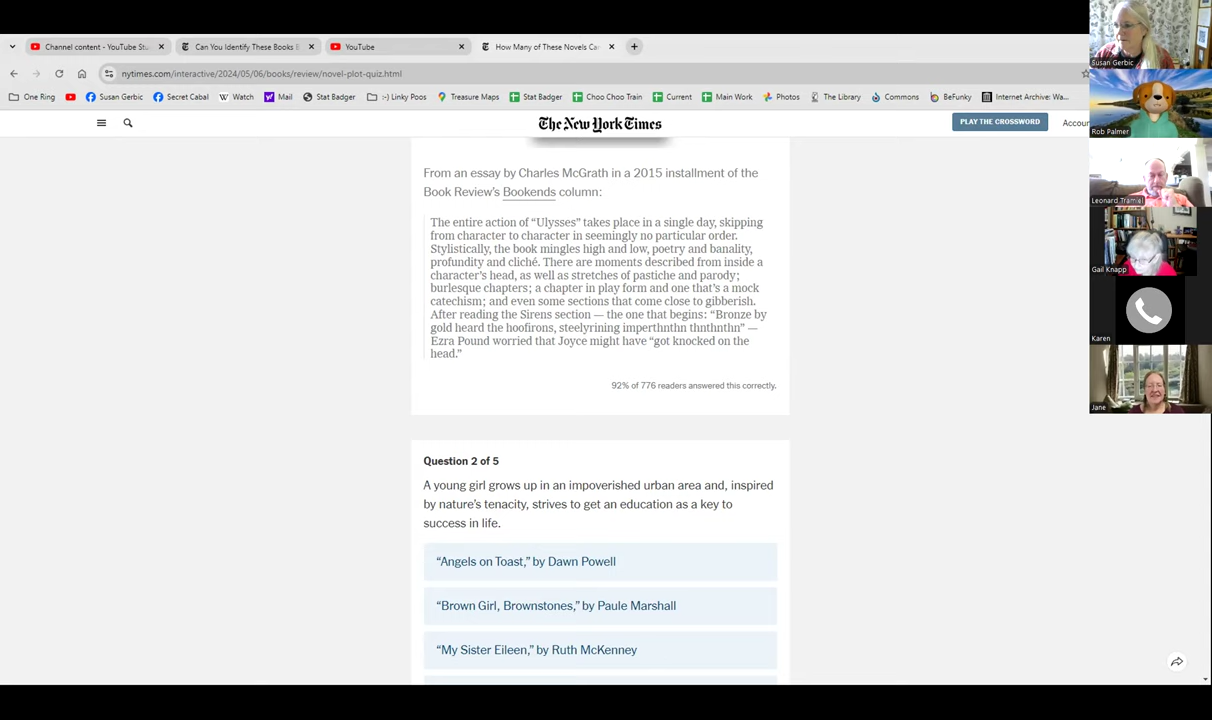 Channel content - YouTube Stu
Can You Identify These Books B
YouTube
How Many of These Novels Ca
nytimes.com/interactive/2024/05/06/books/review/novel-plot-quiz.html
One Ring
Susan Gerbic
Secret Cabal
Watch
Mail
Stat Badger
:-) Linky Poos
Treasure Maps
Stat Badger
Choo Choo Train
Current
Main Work
Photos
The Library
Commons
BeFunky
Internet Archive: Wa...
The New York Times
PLAY THE CROSSWORD
Accoun
From an essay by Charles McGrath in a 2015 installment of the
Book Review’s Bookends column:
The entire action of “Ulysses” takes place in a single day, skipping
from character to character in seemingly no particular order.
Stylistically, the book mingles high and low, poetry and banality,
profundity and cliché. There are moments described from inside a
character’s head, as well as stretches of pastiche and parody;
burlesque chapters; a chapter in play form and one that’s a mock
catechism; and even some sections that come close to gibberish.
After reading the Sirens section — the one that begins: “Bronze by
gold heard the hoofirons, steelyrining imperthnthn thnthnthn” —
Ezra Pound worried that Joyce might have “got knocked on the
head.”
92% of 776 readers answered this correctly.
Question 2 of 5
A young girl grows up in an impoverished urban area and, inspired
by nature’s tenacity, strives to get an education as a key to
success in life.
“Angels on Toast,” by Dawn Powell
“Brown Girl, Brownstones,” by Paule Marshall
“My Sister Eileen,” by Ruth McKenney
Susan Gerbic
Rob Palmer
Leonard Tramiel
Gail Knapp
Karen
Jane